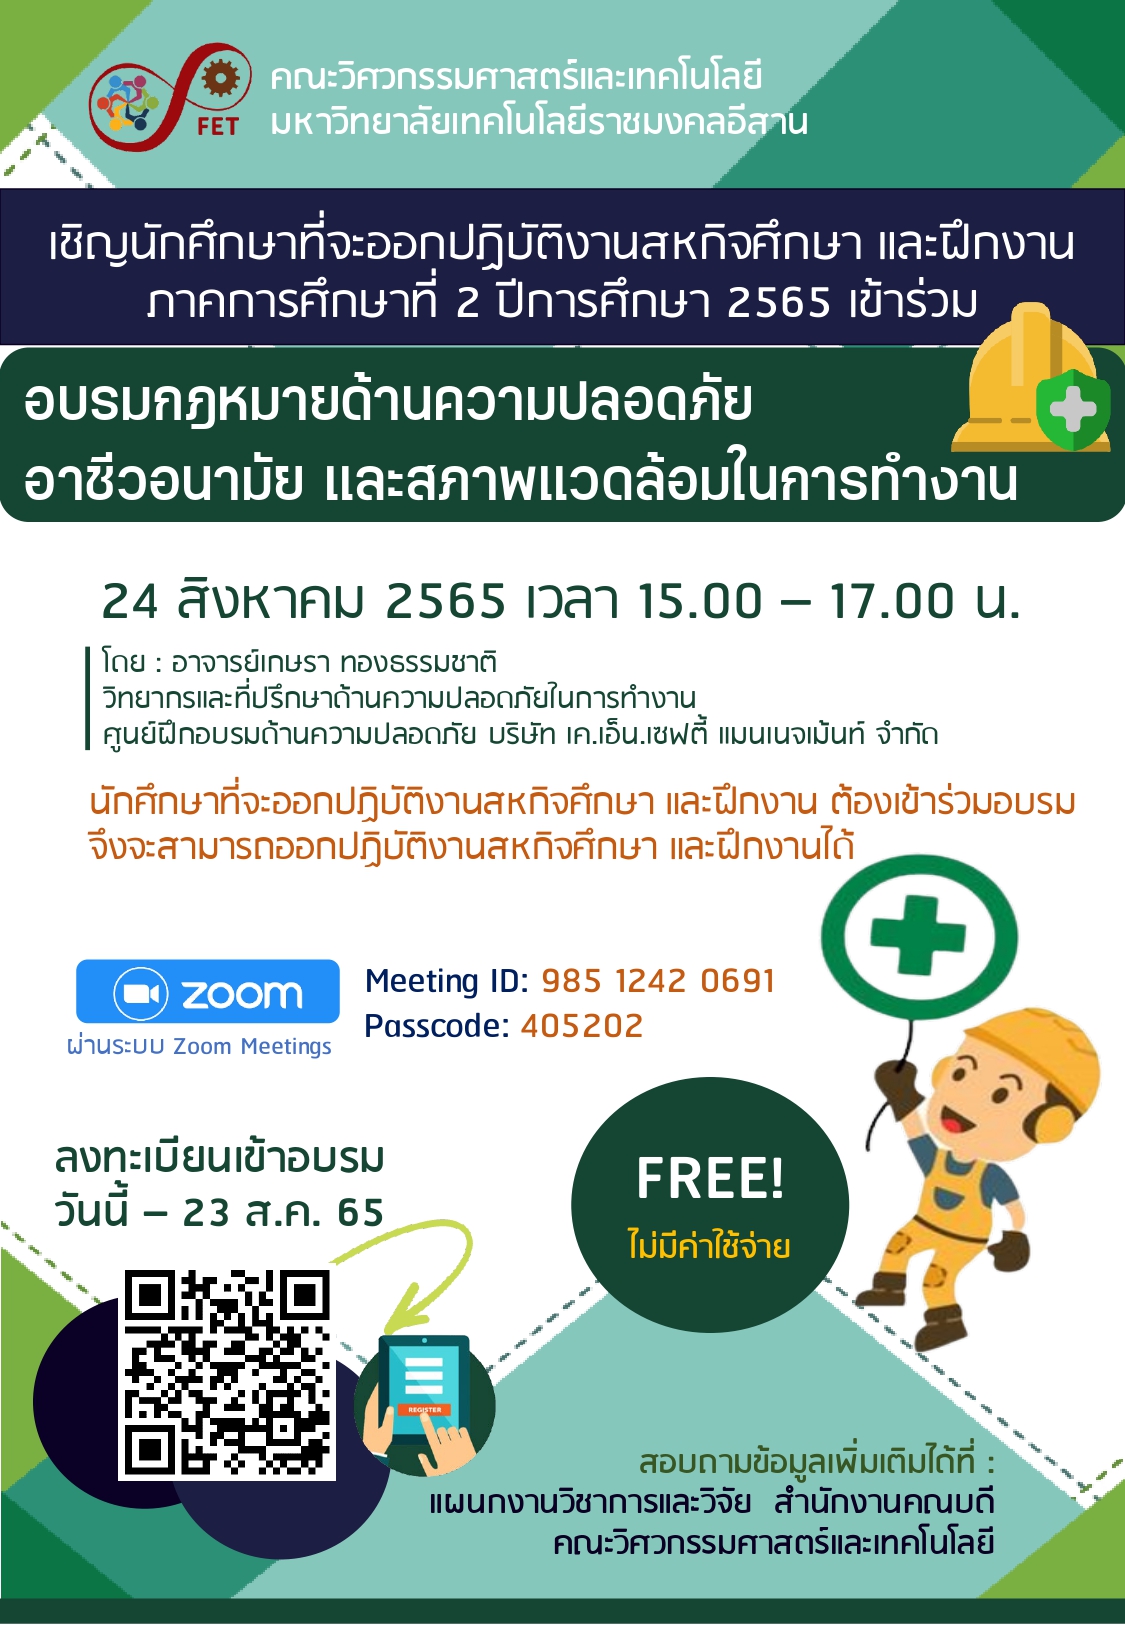 FET
คณะวิศวกรรมศาสตร์และเทคโนโลยี
มหาวิทยาลัยเทคโนโลยีราชมงคลอีสาน
เชิญนักศึกษาที่จะออกปฏิบัติงานสหกิจศึกษา และฝึกงาน
ภาคการศึกษาที่ 2 ปีการศึกษา 2565 เข้าร่วม
อบรมกฎหมายด้านความปลอดภัย
อาชีวอนามัย และสภาพแวดล้อมในการทำงาน
24 สิงหาคม 2565 เวลา 15.00 – 17.00 น.
โดย : อาจารย์เกษรา ทองธรรมชาติ
วิทยากรและที่ปรึกษาด้านความปลอดภัยในการทำงาน
ศูนย์ฝึกอบรมด้านความปลอดภัย บริษัท เค.เอ็น.เซฟตี้ แมนเนจเม้นท์ จำกัด
นักศึกษาที่จะออกปฏิบัติงานสหกิจศึกษา และฝึกงาน ต้องเข้าร่วมอบรม
จึงจะสามารถออกปฏิบัติงานสหกิจศึกษา และฝึกงานได้
zoom
ผ่านระบบ Zoom Meetings
Meeting ID: 985 1242 0691
Passcode: 405202
ลงทะเบียนเข้าอบรม
วันนี้ – 23 ส.ค. 65
FREE!
ไม่มีค่าใช้จ่าย
REGISTER
สอบถามข้อมูลเพิ่มเติมได้ที่ :
แผนกงานวิชาการและวิจัย สำนักงานคณบดี
คณะวิศวกรรมศาสตร์และเทคโนโลยี